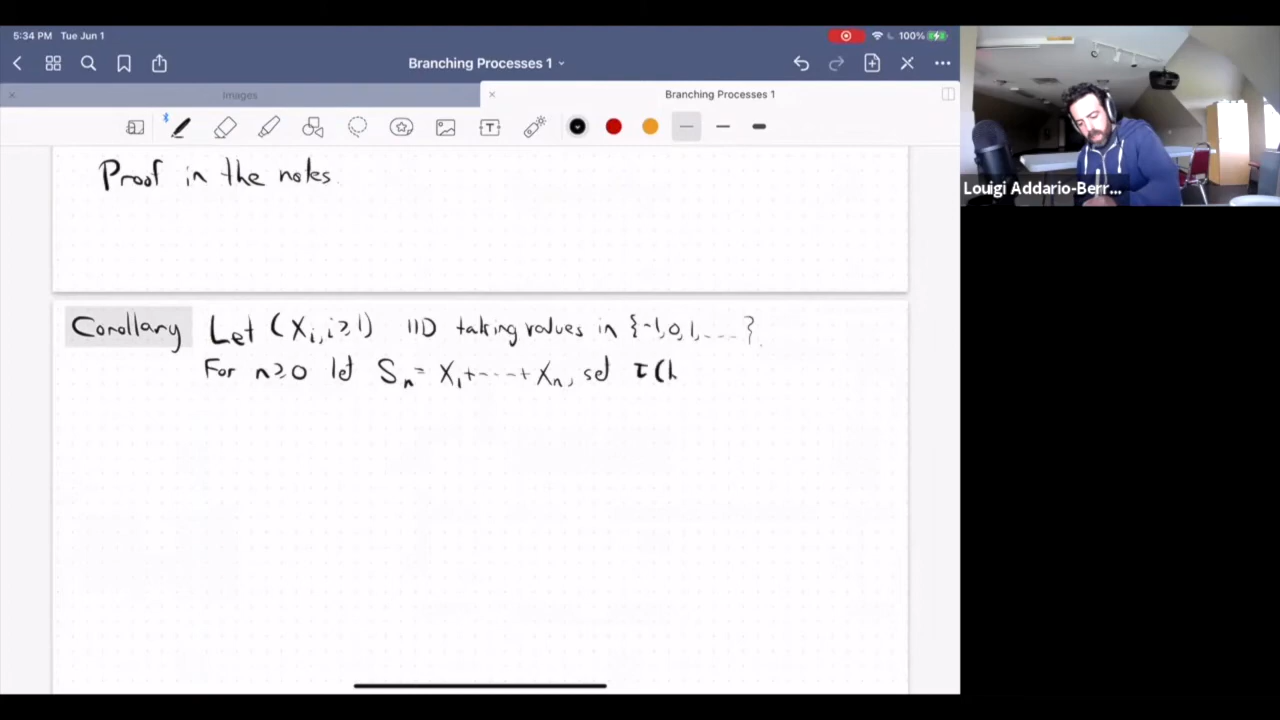 5:34 PM Tue Jun 1
100%
Branching Processes 1
Images
Branching Processes 1
Louigi Addario-Berr...
Proof in the notes.
Corollary Let (X_i, i≥1) IID taking values in {-1,0,1,....}.
For n≥0 let S_n = X_1+----+X_n, set τ(k